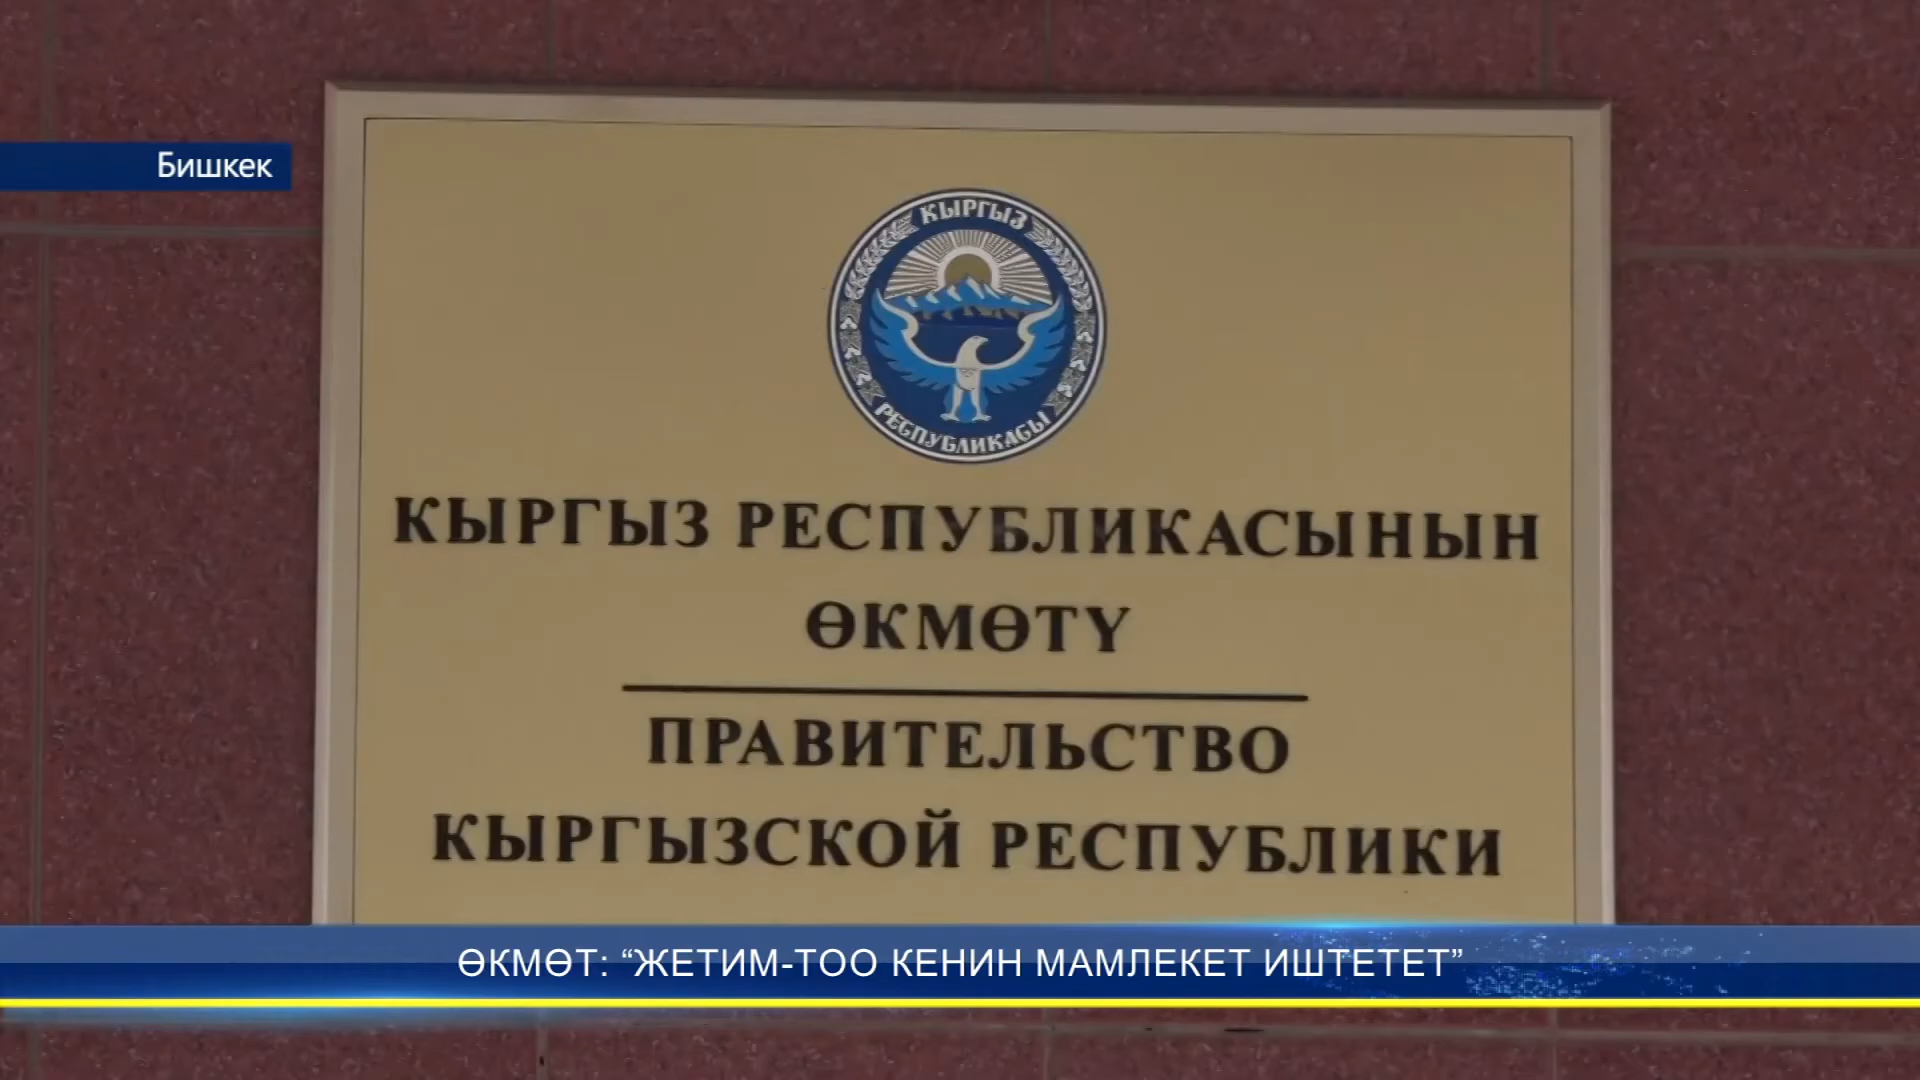 Бишкек
КЫРГЫЗ
РЕСПУБЛИКАСЫ
КЫРГЫЗ РЕСПУБЛИКАСЫНЫН
ӨКМӨТҮ
ПРАВИТЕЛЬСТВО
КЫРГЫЗСКОЙ РЕСПУБЛИКИ
ӨКМӨТ: “ЖЕТИМ-ТОО КЕНИН МАМЛЕКЕТ ИШТЕТЕТ”